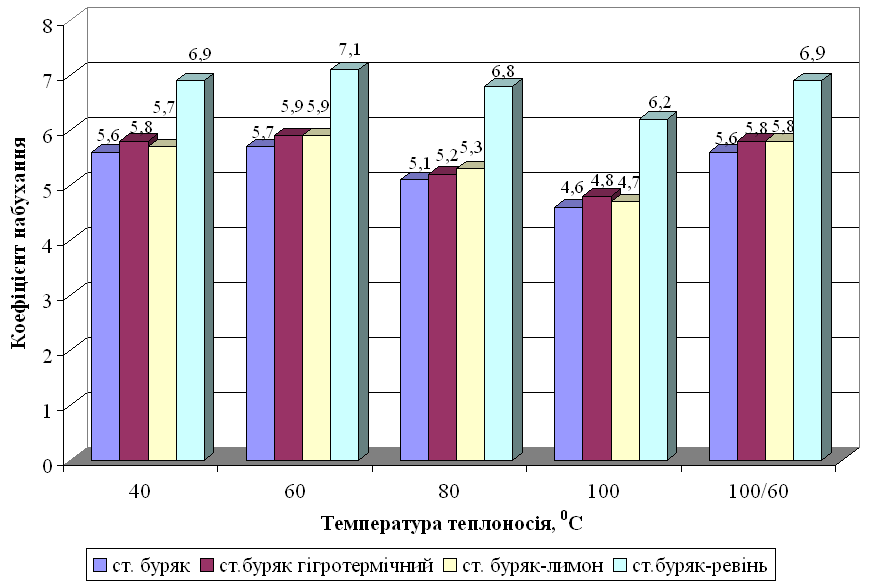 Коефіцієнт набухання
8
7
6
5
4
3
2
1
0
5,6 5,8 5,7 6,9
5,7 5,9 5,9 7,1
5,1 5,2 5,3 6,8
4,6 4,8 4,7 6,2
5,6 5,8 5,8 6,9
40 60 80 100 100/60
Температура теплоносія, ⁰С
ст. буряк ст.буряк гігротермічний ст. буряк-лимон ст.буряк-ревінь